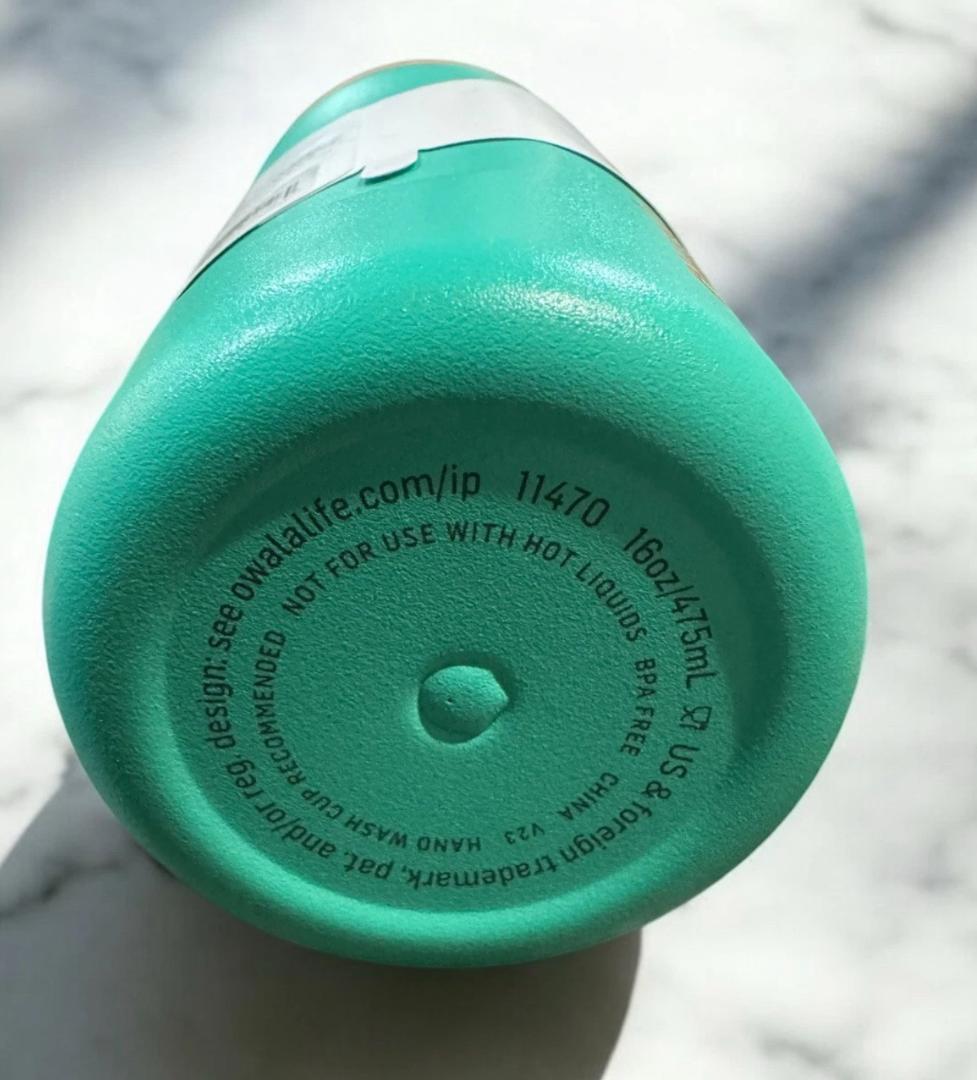 US & foreign trademark, pat. and/or reg. design: see owalalife.com/ip 11470 16oz/475mL
HAND WASH CUP RECOMMENDED NOT FOR USE WITH HOT LIQUIDS BPA FREE CHINA V23